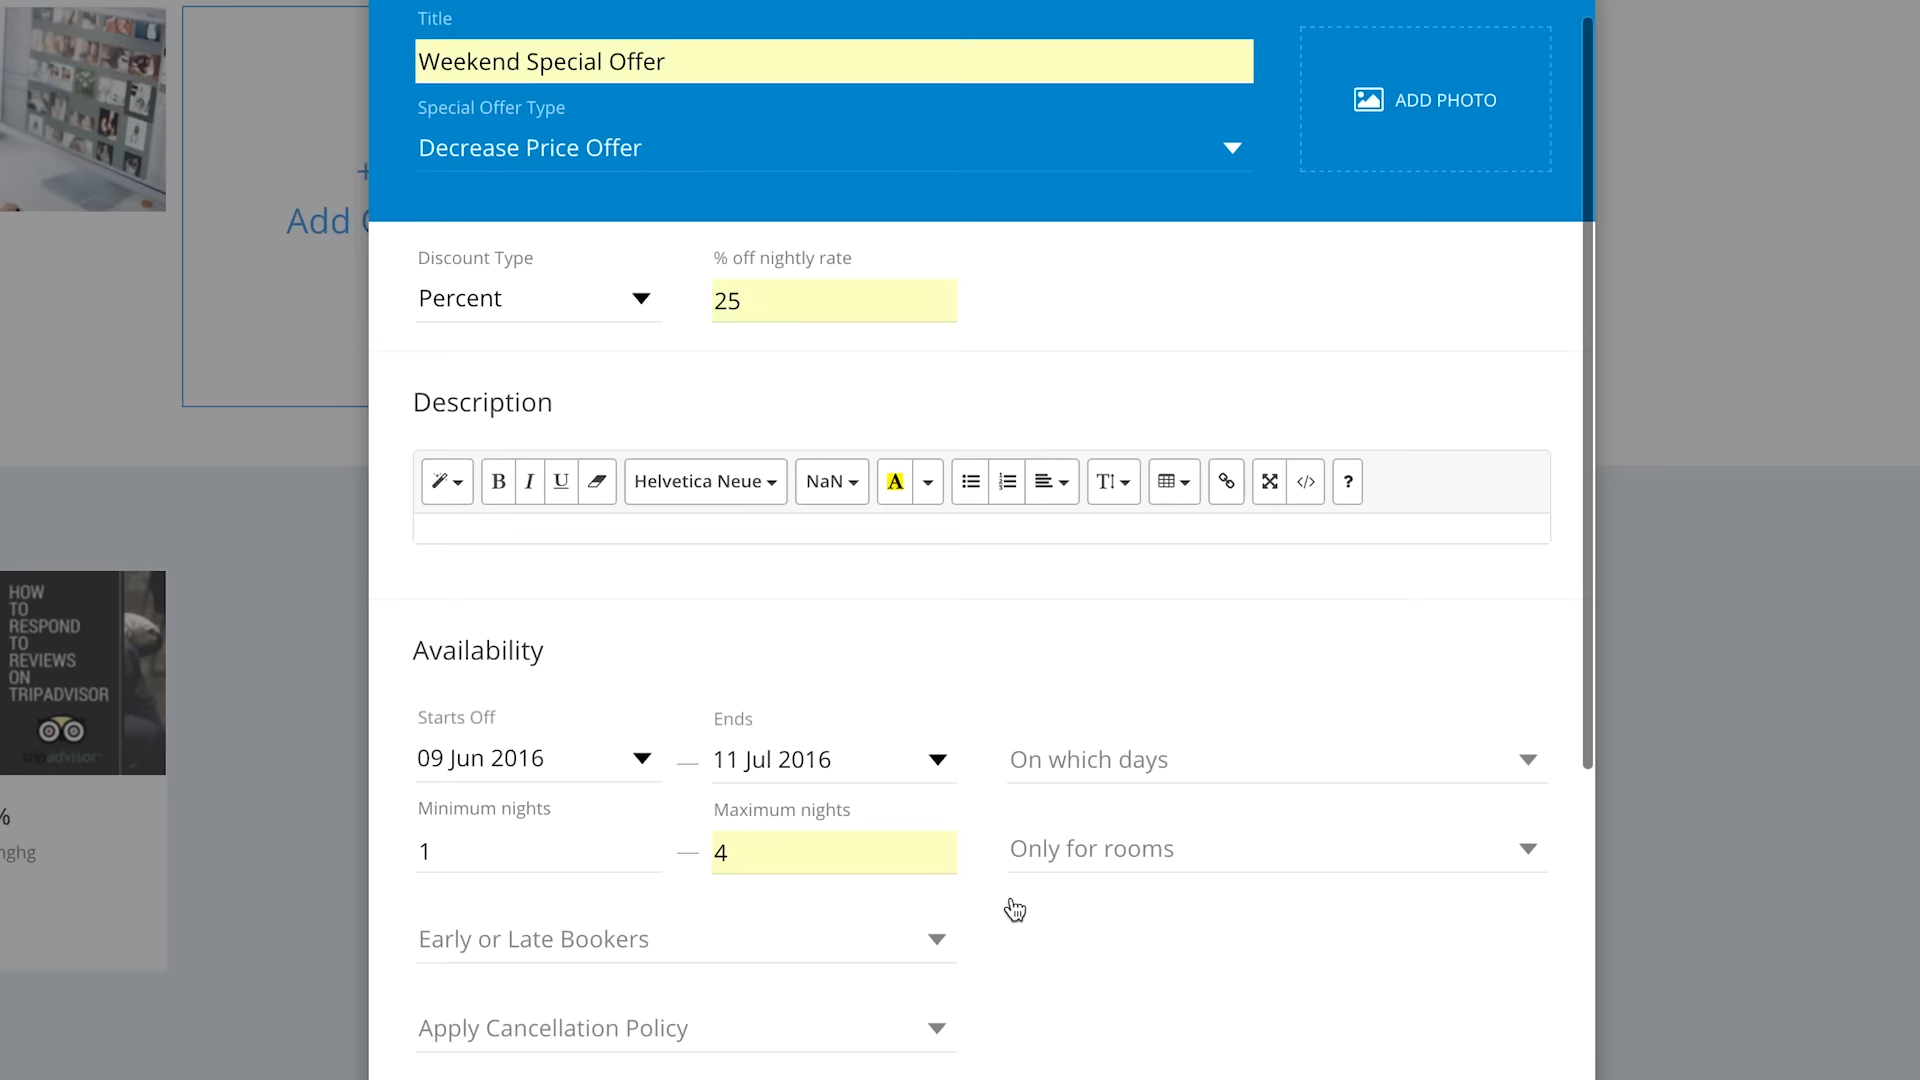 Title
Weekend Special Offer
Special Offer Type
Decrease Price Offer
ADD PHOTO
+
Add
Discount Type
% off nightly rate
Percent
25
Description
B I U Helvetica Neue NaN A T </> ?
Availability
Starts Off
Ends
09 Jun 2016
—
11 Jul 2016
On which days
Minimum nights
Maximum nights
1
—
4
Only for rooms
Early or Late Bookers
Apply Cancellation Policy
HOW
TO
RESPOND
TO
REVIEWS
ON
TRIPADVISOR
tripadvisor
%
nghg